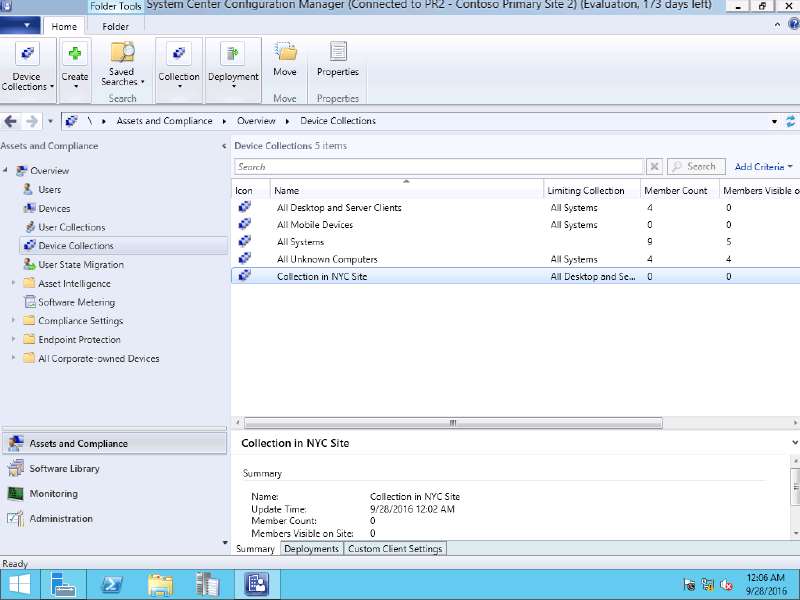 Folder Tools System Center Configuration Manager (Connected to PR2 - Contoso Primary Site 2) (Evaluation, 173 days left)
Home Folder
Device Collections Create Saved Searches Collection Deployment Move Properties
Search Move Properties
\ Assets and Compliance Overview Device Collections
Assets and Compliance
Overview
Users
Devices
User Collections
Device Collections
User State Migration
Asset Intelligence
Software Metering
Compliance Settings
Endpoint Protection
All Corporate-owned Devices
Assets and Compliance
Software Library
Monitoring
Administration
Device Collections 5 items
Search Search Add Criteria
Icon Name Limiting Collection Member Count Members Visible o
All Desktop and Server Clients All Systems 4 0
All Mobile Devices All Systems 0 0
All Systems 9 5
All Unknown Computers All Systems 4 4
Collection in NYC Site All Desktop and Se... 0 0
Collection in NYC Site
Summary
Name: Collection in NYC Site
Update Time: 9/28/2016 12:02 AM
Member Count: 0
Members Visible on Site: 0
Summary Deployments Custom Client Settings
Ready
12:06 AM
9/28/2016